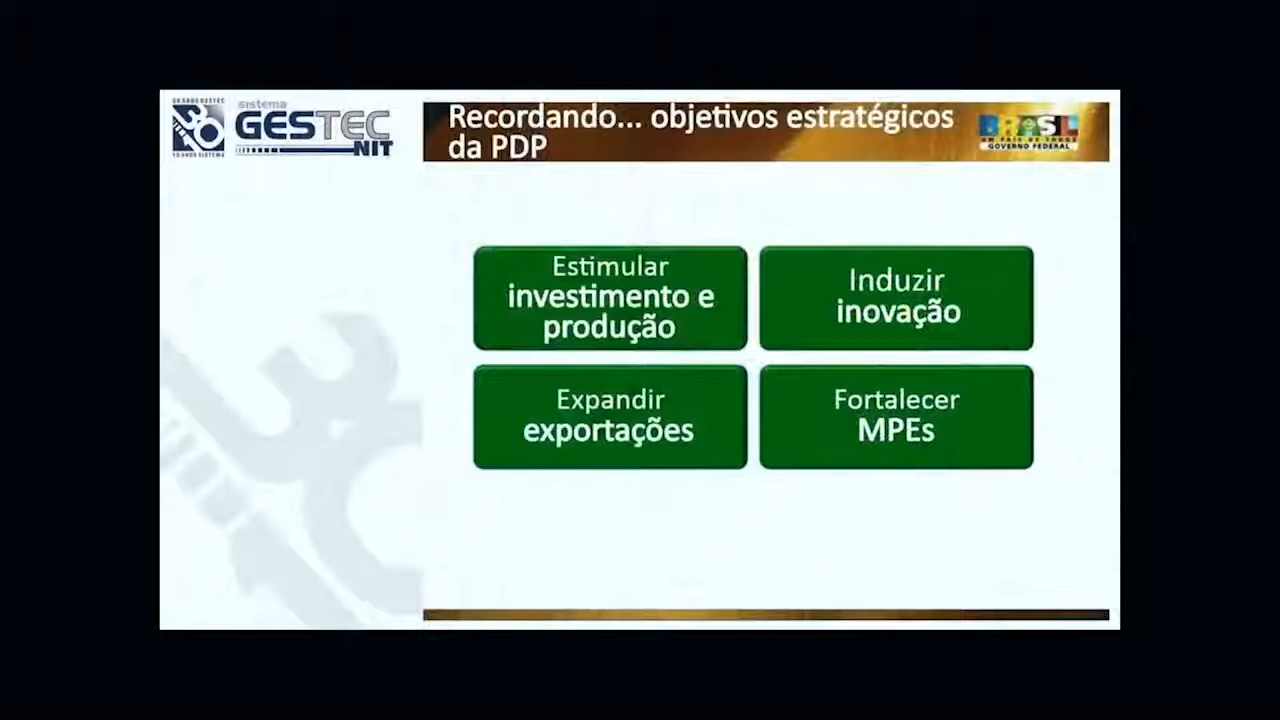 sistema
GESTEC
NIT
Recordando... objetivos estratégicos
da PDP
BRASIL
GOVERNO FEDERAL
Estimular
investimento e
produção
Induzir
inovação
Expandir
exportações
Fortalecer
MPEs